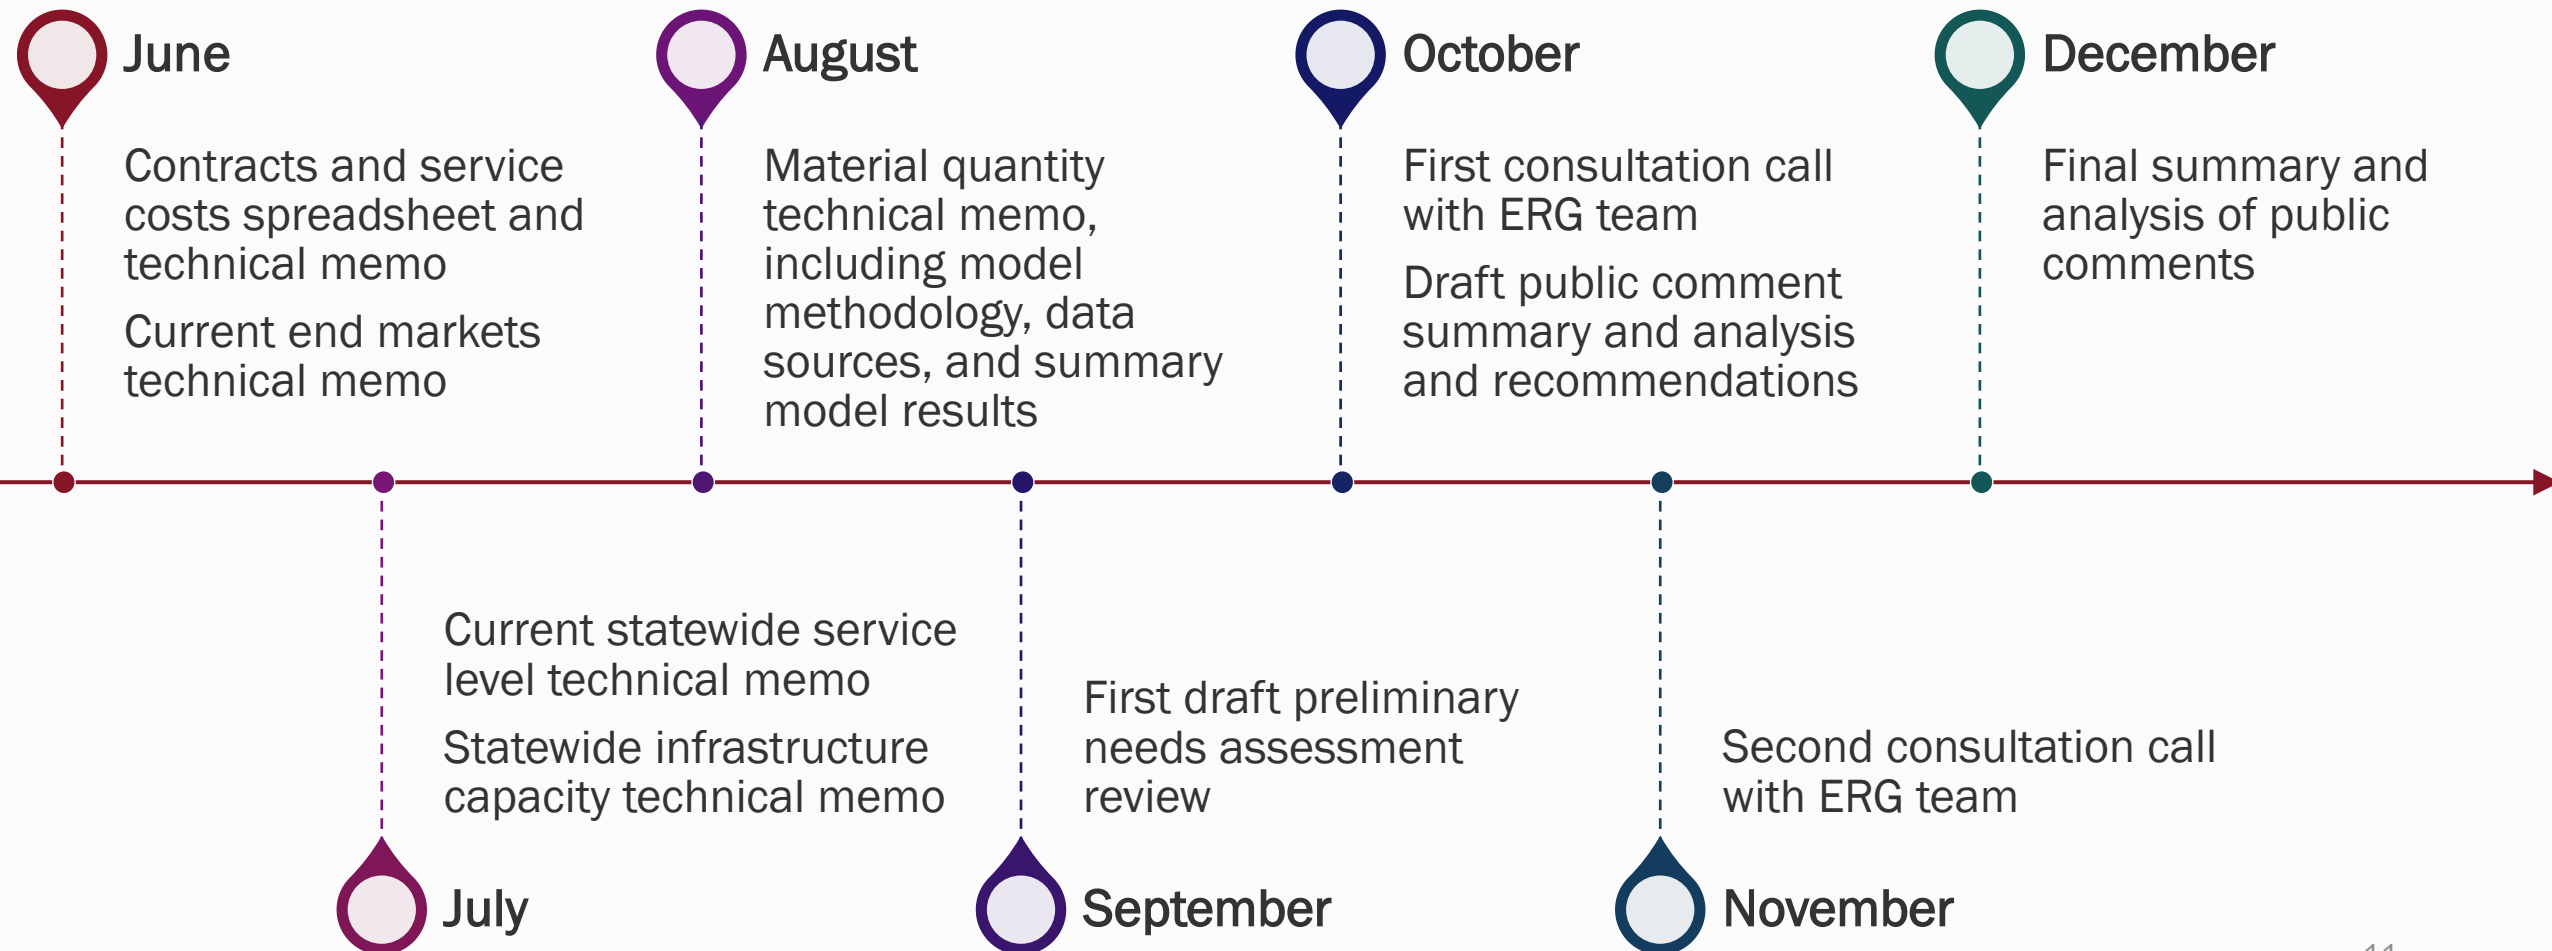 June
Contracts and service
costs spreadsheet and
technical memo
Current end markets
technical memo
August
Material quantity
technical memo,
including model
methodology, data
sources, and summary
model results
October
First consultation call
with ERG team
Draft public comment
summary and analysis
and recommendations
December
Final summary and
analysis of public
comments
Current statewide service
level technical memo
Statewide infrastructure
capacity technical memo
July
First draft preliminary
needs assessment
review
September
Second consultation call
with ERG team
November
11